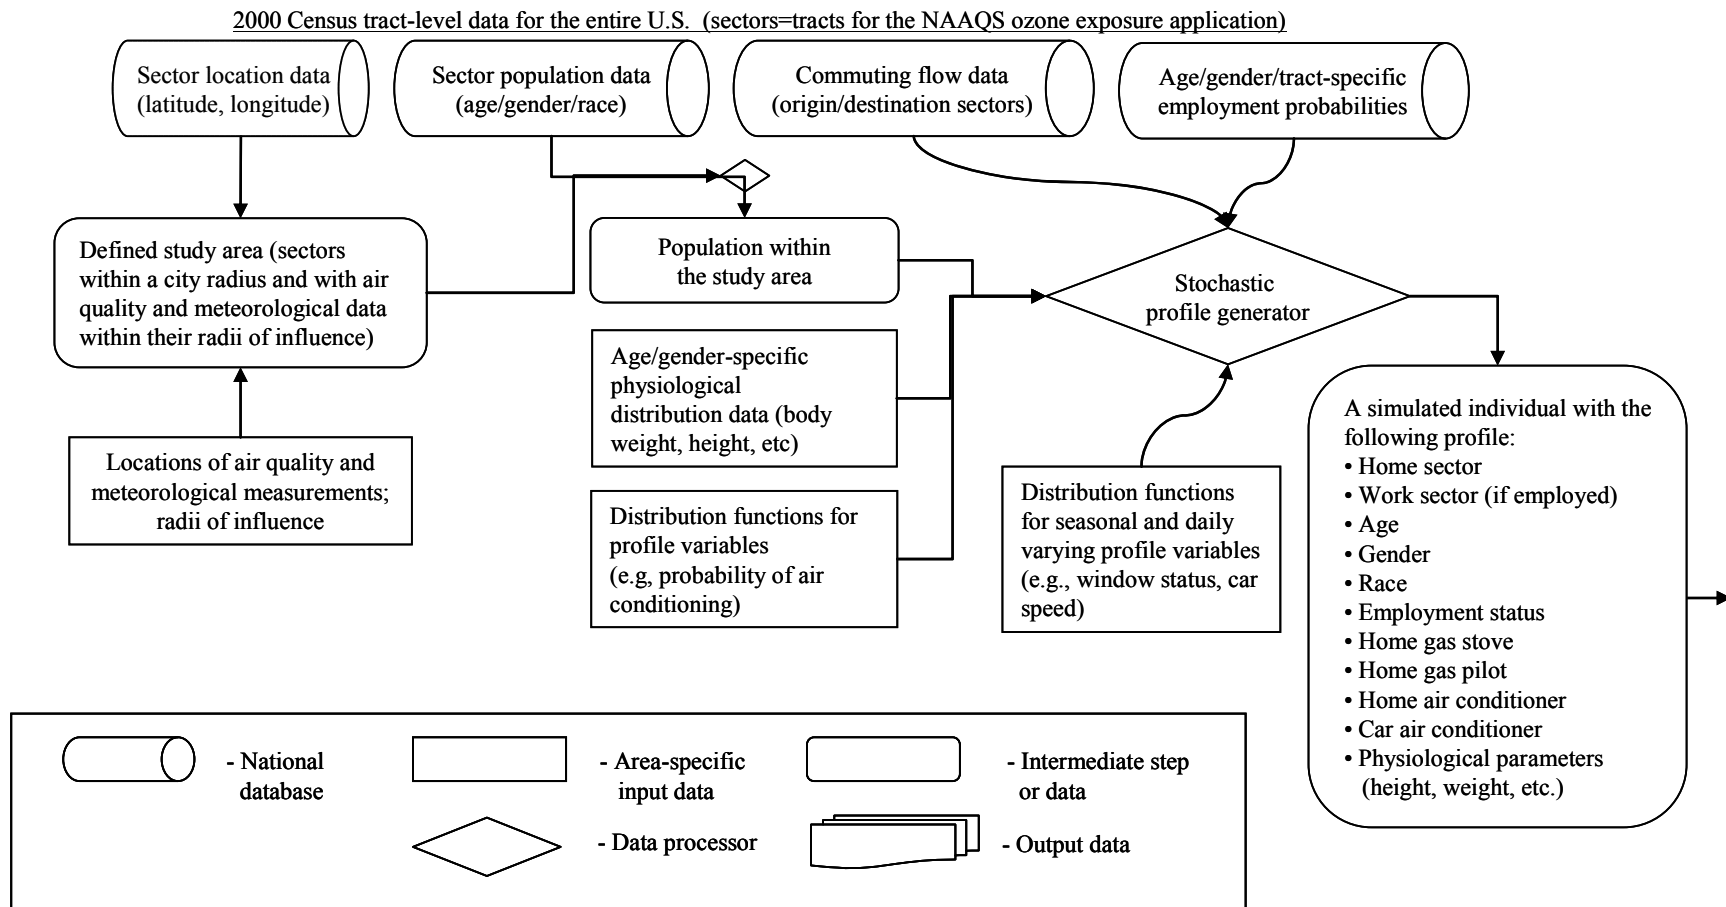 2000 Census tract-level data for the entire U.S.  (sectors=tracts for the NAAQS ozone exposure application)
Sector location data
(latitude, longitude)
Sector population data
(age/gender/race)
Commuting flow data
(origin/destination sectors)
Age/gender/tract-specific
employment probabilities
Defined study area (sectors
within a city radius and with air
quality and meteorological data
within their radii of influence)
Population within
the study area
Stochastic
profile generator
Age/gender-specific
physiological
distribution data (body
weight, height, etc)
Locations of air quality and
meteorological measurements;
radii of influence
Distribution functions for
profile variables
(e.g, probability of air
conditioning)
Distribution functions
for seasonal and daily
varying profile variables
(e.g., window status, car
speed)
A simulated individual with the
following profile:
• Home sector
• Work sector (if employed)
• Age
• Gender
• Race
• Employment status
• Home gas stove
• Home gas pilot
• Home air conditioner
• Car air conditioner
• Physiological parameters
(height, weight, etc.)
- National
database
- Area-specific
input data
- Intermediate step
or data
- Data processor
- Output data